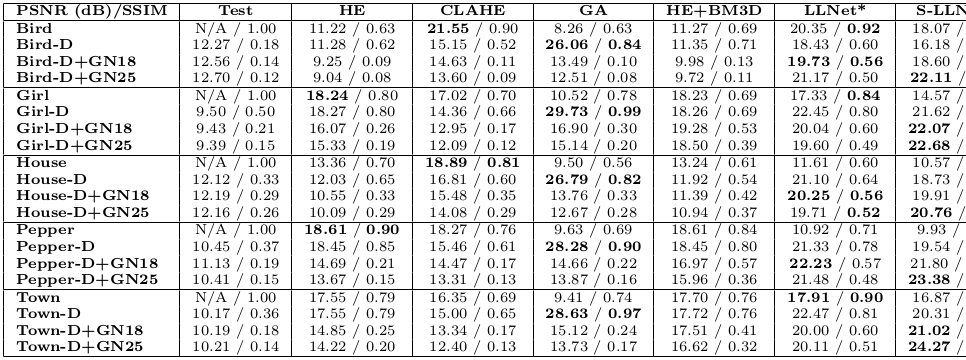 PSNR (dB)/SSIM Test HE CLAHE GA HE+BM3D LLNet* S-LLN
Bird N/A / 1.00 11.22 / 0.63 21.55 / 0.90 8.26 / 0.63 11.27 / 0.69 20.35 / 0.92 18.07 /
Bird-D 12.27 / 0.18 11.28 / 0.62 15.15 / 0.52 26.06 / 0.84 11.35 / 0.71 18.43 / 0.60 16.18 /
Bird-D+GN18 12.56 / 0.14 9.25 / 0.09 14.63 / 0.11 13.49 / 0.10 9.98 / 0.13 19.73 / 0.56 18.60 /
Bird-D+GN25 12.70 / 0.12 9.04 / 0.08 13.60 / 0.09 12.51 / 0.08 9.72 / 0.11 21.17 / 0.50 22.11 /
Girl N/A / 1.00 18.24 / 0.80 17.02 / 0.70 10.52 / 0.78 18.23 / 0.69 17.33 / 0.84 14.57 /
Girl-D 9.50 / 0.50 18.27 / 0.80 14.36 / 0.66 29.73 / 0.99 18.26 / 0.69 22.45 / 0.80 21.62 /
Girl-D+GN18 9.43 / 0.21 16.07 / 0.26 12.95 / 0.17 16.90 / 0.30 19.28 / 0.53 20.04 / 0.60 22.07 /
Girl-D+GN25 9.39 / 0.15 15.33 / 0.19 12.09 / 0.12 15.14 / 0.20 18.50 / 0.39 19.60 / 0.49 22.68 /
House N/A / 1.00 13.36 / 0.70 18.89 / 0.81 9.50 / 0.56 13.24 / 0.61 11.61 / 0.60 10.57 /
House-D 12.12 / 0.33 12.03 / 0.65 16.81 / 0.60 26.79 / 0.82 11.92 / 0.54 21.10 / 0.64 18.73 /
House-D+GN18 12.19 / 0.29 10.55 / 0.33 15.48 / 0.35 13.76 / 0.33 11.39 / 0.42 20.25 / 0.56 19.91 /
House-D+GN25 12.16 / 0.26 10.09 / 0.29 14.08 / 0.29 12.67 / 0.28 10.94 / 0.37 19.71 / 0.52 20.76 /
Pepper N/A / 1.00 18.61 / 0.90 18.27 / 0.76 9.63 / 0.69 18.61 / 0.84 10.92 / 0.71 9.93 /
Pepper-D 10.45 / 0.37 18.45 / 0.85 15.46 / 0.61 28.28 / 0.90 18.45 / 0.80 21.33 / 0.78 19.54 /
Pepper-D+GN18 11.13 / 0.19 14.69 / 0.21 14.47 / 0.17 14.66 / 0.22 16.97 / 0.57 22.23 / 0.57 21.80 /
Pepper-D+GN25 10.41 / 0.15 13.67 / 0.15 13.31 / 0.13 13.87 / 0.16 15.96 / 0.36 21.48 / 0.48 23.38 /
Town N/A / 1.00 17.55 / 0.79 16.35 / 0.69 9.41 / 0.74 17.70 / 0.76 17.91 / 0.90 16.87 /
Town-D 10.17 / 0.36 17.55 / 0.79 15.00 / 0.65 28.63 / 0.97 17.72 / 0.76 22.47 / 0.81 20.31 /
Town-D+GN18 10.19 / 0.18 14.85 / 0.25 13.34 / 0.17 15.12 / 0.24 17.51 / 0.41 20.00 / 0.60 21.02 /
Town-D+GN25 10.21 / 0.14 14.22 / 0.20 12.40 / 0.13 13.73 / 0.17 16.62 / 0.32 20.11 / 0.51 24.27 /